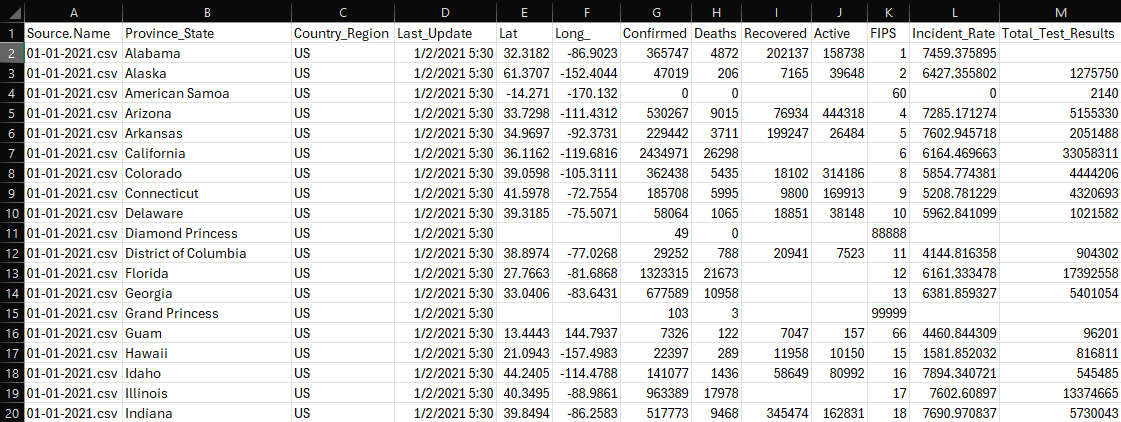 A B C D E F G H I J K L M
1 Source.Name Province_State Country_Region Last_Update Lat Long_ Confirmed Deaths Recovered Active FIPS Incident_Rate Total_Test_Results
2 01-01-2021.csv Alabama US 1/2/2021 5:30 32.3182 -86.9023 365747 4872 202137 158738 1 7459.375895
3 01-01-2021.csv Alaska US 1/2/2021 5:30 61.3707 -152.4044 47019 206 7165 39648 2 6427.355802 1275750
4 01-01-2021.csv American Samoa US 1/2/2021 5:30 -14.271 -170.132 0 0 60 0 2140
5 01-01-2021.csv Arizona US 1/2/2021 5:30 33.7298 -111.4312 530267 9015 76934 444318 4 7285.171274 5155330
6 01-01-2021.csv Arkansas US 1/2/2021 5:30 34.9697 -92.3731 229442 3711 199247 26484 5 7602.945718 2051488
7 01-01-2021.csv California US 1/2/2021 5:30 36.1162 -119.6816 2434971 26298 6 6164.469663 33058311
8 01-01-2021.csv Colorado US 1/2/2021 5:30 39.0598 -105.3111 362438 5435 18102 314186 8 5854.774381 4444206
9 01-01-2021.csv Connecticut US 1/2/2021 5:30 41.5978 -72.7554 185708 5995 9800 169913 9 5208.781229 4320693
10 01-01-2021.csv Delaware US 1/2/2021 5:30 39.3185 -75.5071 58064 1065 18851 38148 10 5962.841099 1021582
11 01-01-2021.csv Diamond Princess US 1/2/2021 5:30 49 0 88888
12 01-01-2021.csv District of Columbia US 1/2/2021 5:30 38.8974 -77.0268 29252 788 20941 7523 11 4144.816358 904302
13 01-01-2021.csv Florida US 1/2/2021 5:30 27.7663 -81.6868 1323315 21673 12 6161.333478 17392558
14 01-01-2021.csv Georgia US 1/2/2021 5:30 33.0406 -83.6431 677589 10958 13 6381.859327 5401054
15 01-01-2021.csv Grand Princess US 1/2/2021 5:30 103 3 99999
16 01-01-2021.csv Guam US 1/2/2021 5:30 13.4443 144.7937 7326 122 7047 157 66 4460.844309 96201
17 01-01-2021.csv Hawaii US 1/2/2021 5:30 21.0943 -157.4983 22397 289 11958 10150 15 1581.852032 816811
18 01-01-2021.csv Idaho US 1/2/2021 5:30 44.2405 -114.4788 141077 1436 58649 80992 16 7894.340721 545485
19 01-01-2021.csv Illinois US 1/2/2021 5:30 40.3495 -88.9861 963389 17978 17 7602.60897 13374665
20 01-01-2021.csv Indiana US 1/2/2021 5:30 39.8494 -86.2583 517773 9468 345474 162831 18 7690.970837 5730043